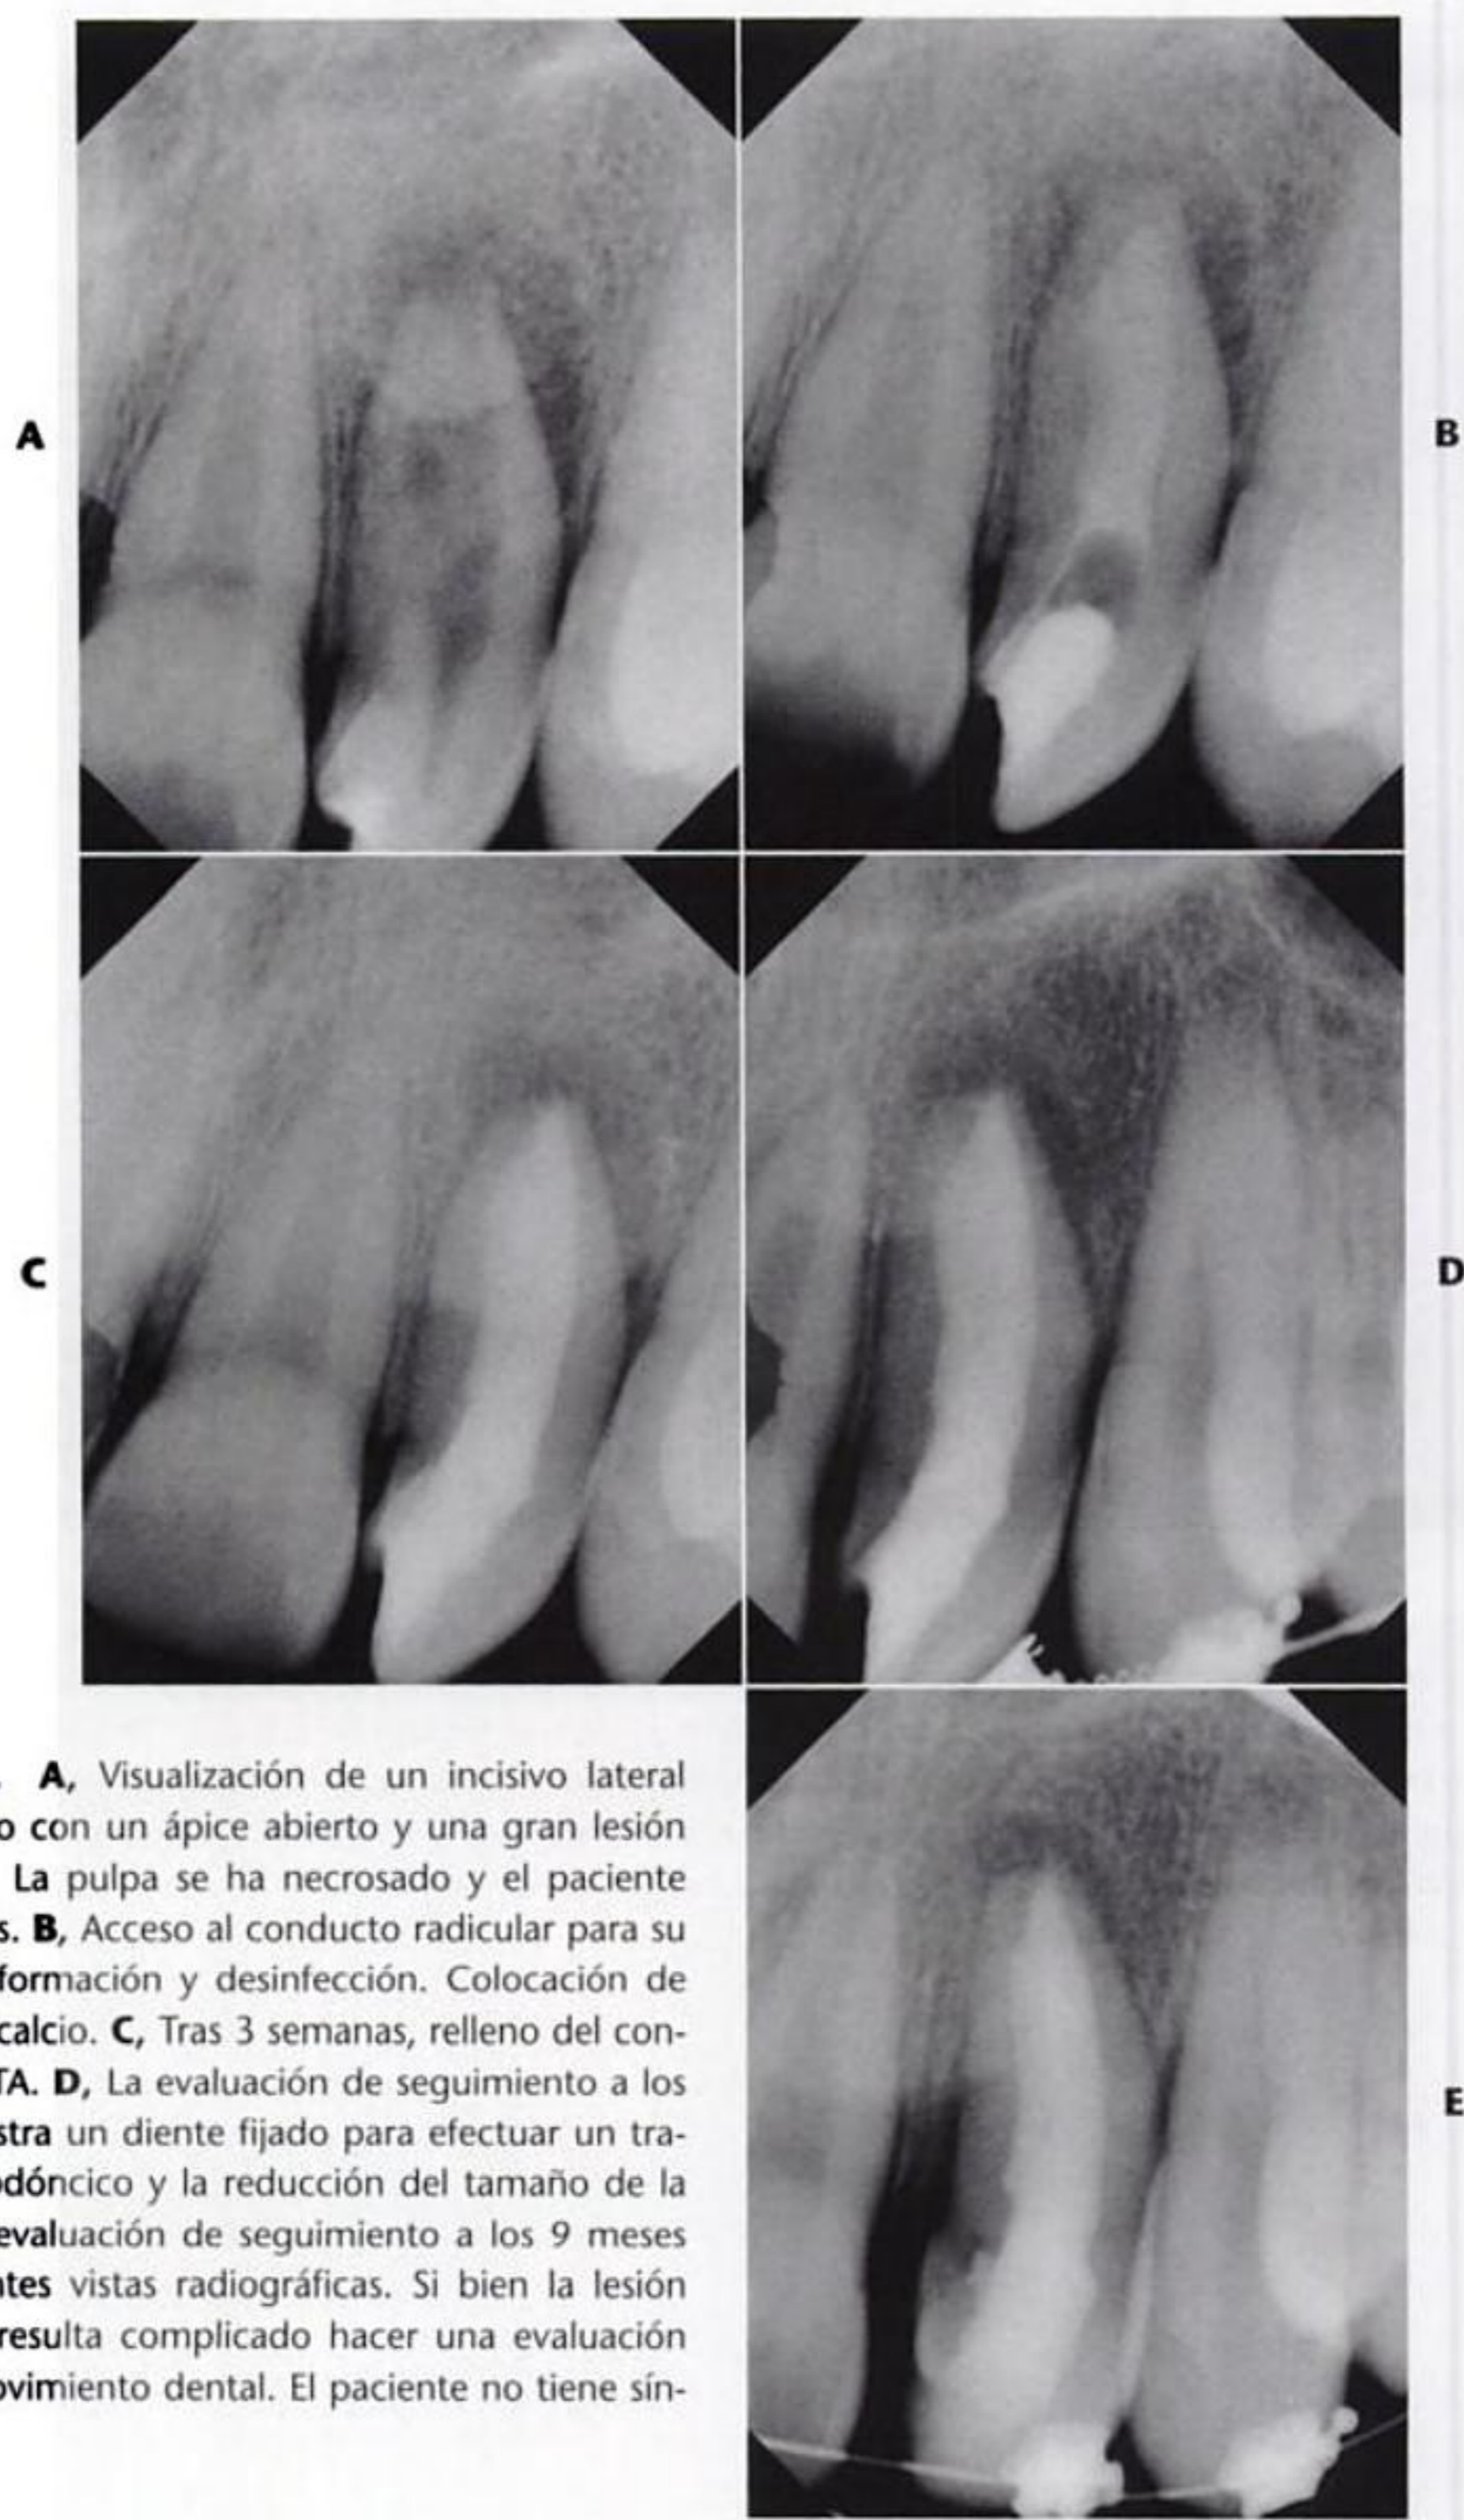 A
B
C
D
A, Visualización de un incisivo lateral
o con un ápice abierto y una gran lesión
La pulpa se ha necrosado y el paciente
s. B, Acceso al conducto radicular para su
formación y desinfección. Colocación de
calcio. C, Tras 3 semanas, relleno del con-
TA. D, La evaluación de seguimiento a los
stra un diente fijado para efectuar un tra-
odóncico y la reducción del tamaño de la
evaluación de seguimiento a los 9 meses
ntes vistas radiográficas. Si bien la lesión
resulta complicado hacer una evaluación
ovimiento dental. El paciente no tiene sín-
E